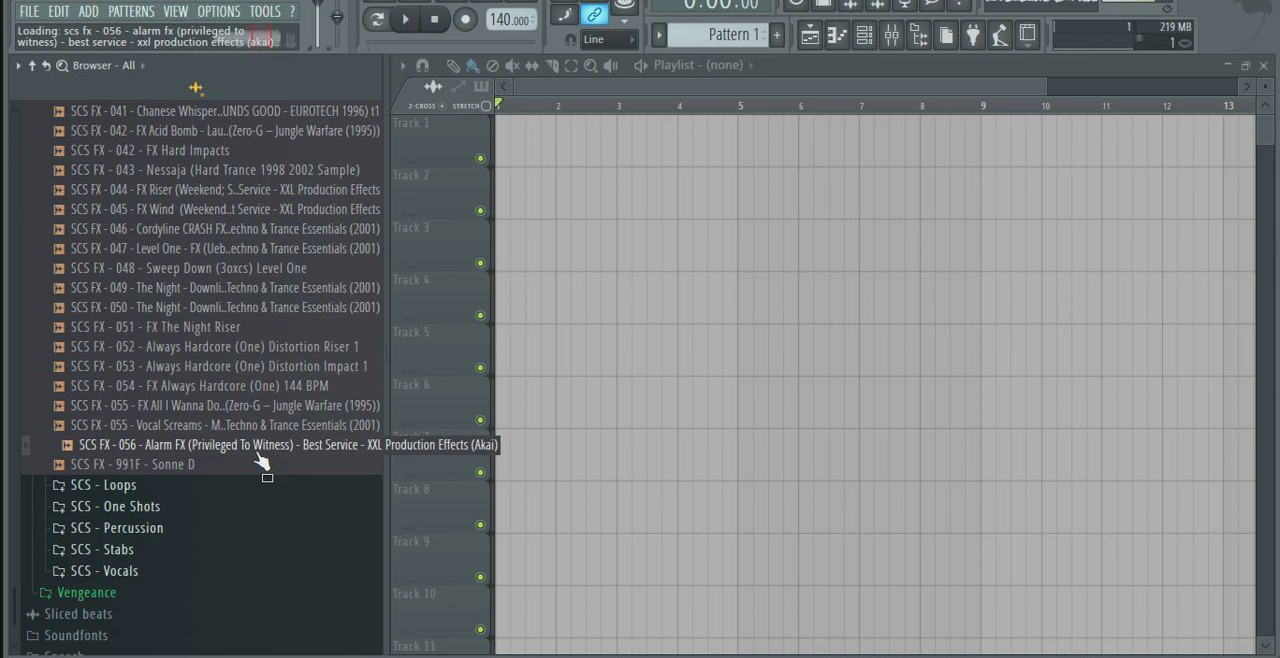 FILE EDIT ADD PATTERNS VIEW OPTIONS TOOLS ?
Loading: scs fx - 056 - alarm fx (privileged to
witness) - best service - xxl production effects (akai)
140.000
0:00:00
Line
Pattern 1
1
219 MB
1
Browser - All
Playlist - (none)
Z-CROSS STRETCH
2 3 4 5 6 7 8 9 10 11 12 13
SCS FX - 041 - Chanese Whisper..UNDS GOOD - EUROTECH 1996) t1
SCS FX - 042 - FX Acid Bomb - Lau..(Zero-G – Jungle Warfare (1995))
SCS FX - 042 - FX Hard Impacts
SCS FX - 043 - Nessaja (Hard Trance 1998 2002 Sample)
SCS FX - 044 - FX Riser (Weekend; S..Service - XXL Production Effects
SCS FX - 045 - FX Wind (Weekend..t Service - XXL Production Effects
SCS FX - 046 - Cordyline CRASH FX..echno & Trance Essentials (2001)
SCS FX - 047 - Level One - FX (Ueb..echno & Trance Essentials (2001)
SCS FX - 048 - Sweep Down (3oxcs) Level One
SCS FX - 049 - The Night - Downli..Techno & Trance Essentials (2001)
SCS FX - 050 - The Night - Downli..Techno & Trance Essentials (2001)
SCS FX - 051 - FX The Night Riser
SCS FX - 052 - Always Hardcore (One) Distortion Riser 1
SCS FX - 053 - Always Hardcore (One) Distortion Impact 1
SCS FX - 054 - FX Always Hardcore (One) 144 BPM
SCS FX - 055 - FX All I Wanna Do..(Zero-G – Jungle Warfare (1995))
SCS FX - 055 - Vocal Screams - M..Techno & Trance Essentials (2001)
SCS FX - 056 - Alarm FX (Privileged To Witness) - Best Service - XXL Production Effects (Akai)
SCS FX - 991F - Sonne D
SCS - Loops
SCS - One Shots
SCS - Percussion
SCS - Stabs
SCS - Vocals
Vengeance
Sliced beats
Soundfonts
Track 1
Track 2
Track 3
Track 4
Track 5
Track 6
Track 8
Track 9
Track 10
Track 11